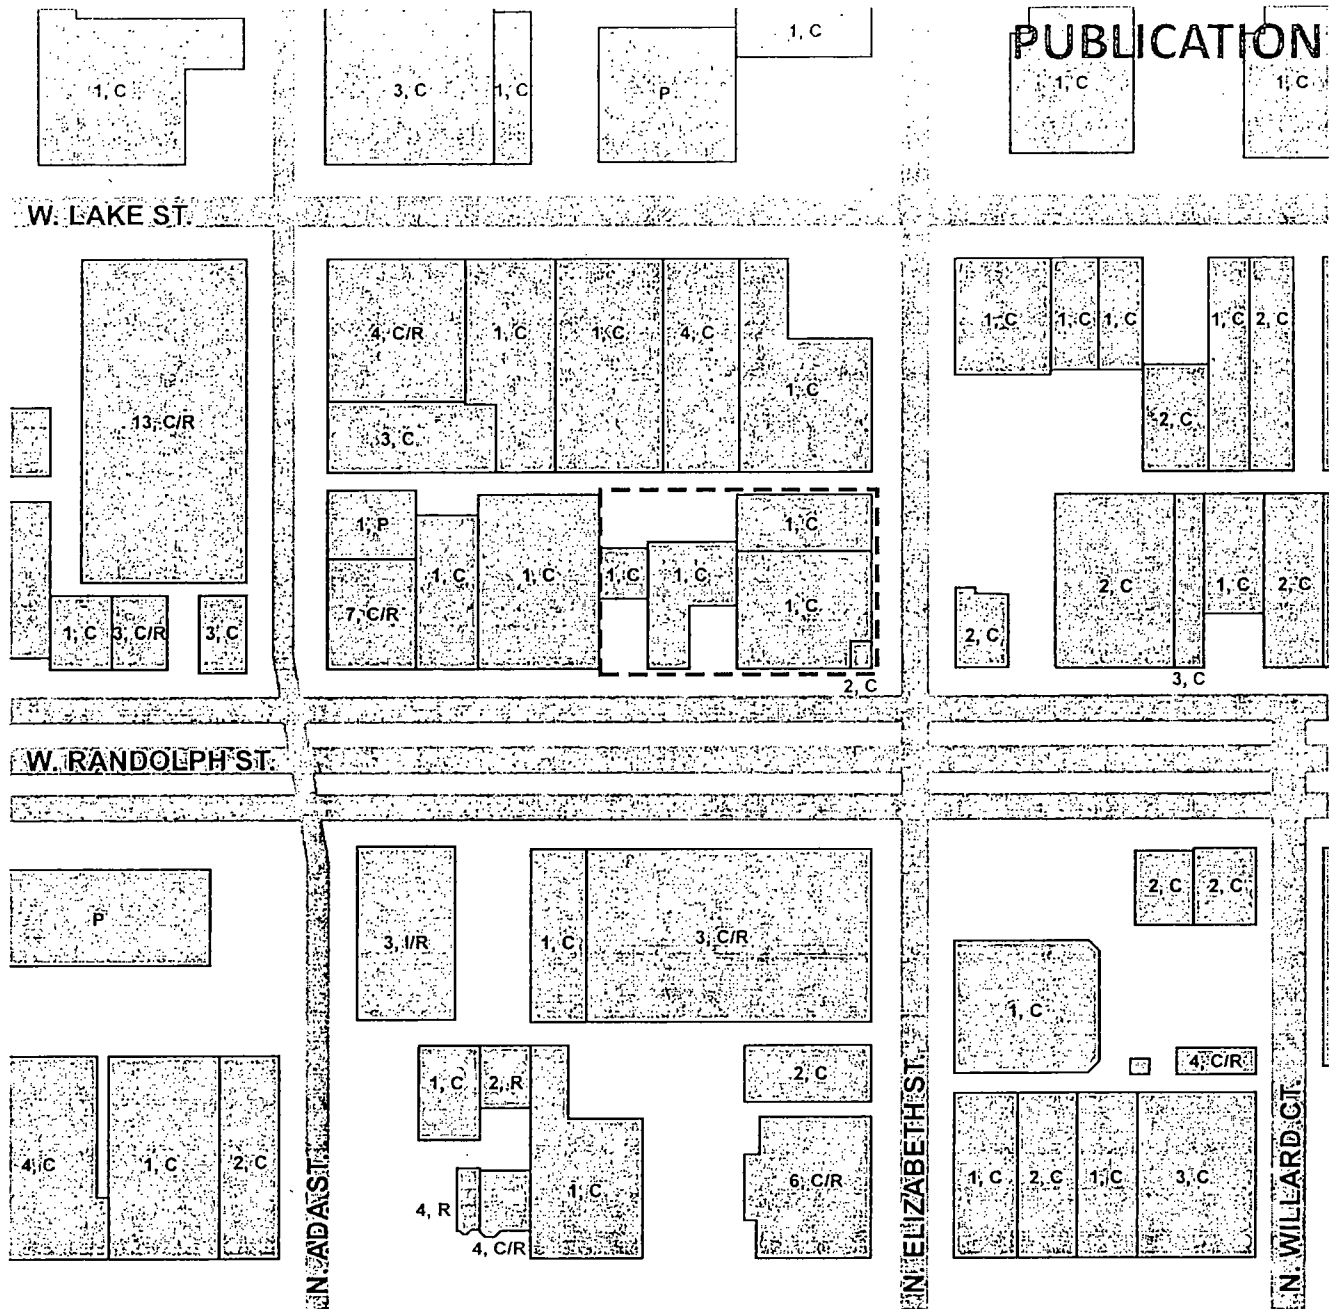 PUBLICATION
1, C
1, C
3, C
1, C
P
1, C
1, C
W. LAKE ST.
4, C/R
1, C
1, C
4, C
1, C
1, C
1, C
1, C
1, C
2, C
13, C/R
3, C
2, C
1, P
1, C
1, C
1, C
1, C
1, C
1, C
7, C/R
1, C
2, C
1, C
2, C
1, C
3, C/R
3, C
2, C
2, C
3, C
W. RANDOLPH ST.
2, C
2, C
P
3, I/R
1, C
3, C/R
1, C
1, C
2, R
2, C
4, C/R
4, C
1, C
2, C
4, R
4, C/R
1, C
6, C/R
1, C
2, C
1, C
3, C
N. ADA ST.
N. ELIZABETH ST.
N. WILLARD CT.